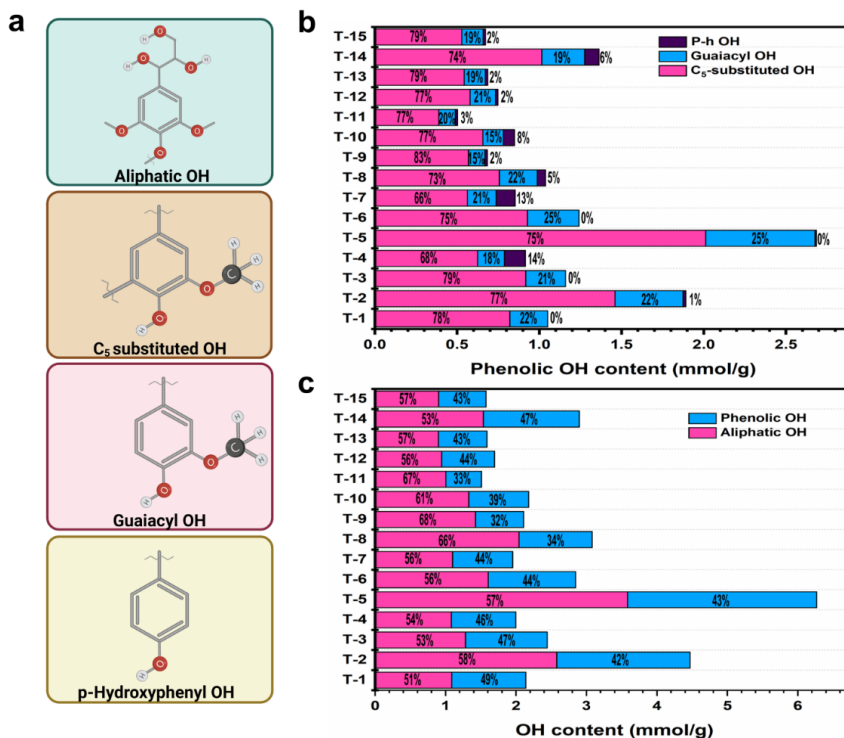 a
Aliphatic OH
C5 substituted OH
Guaiacyl OH
p-Hydroxyphenyl OH
b
P-h OH
Guaiacyl OH
C5-substituted OH
T-15 79% 19% 2%
T-14 74% 19% 6%
T-13 79% 19% 2%
T-12 77% 21% 2%
T-11 77% 20% 3%
T-10 77% 15% 8%
T-9 83% 15% 2%
T-8 73% 22% 5%
T-7 66% 21% 13%
T-6 75% 25% 0%
T-5 75% 25% 0%
T-4 68% 18% 14%
T-3 79% 21% 0%
T-2 77% 22% 1%
T-1 78% 22% 0%
0.0 0.5 1.0 1.5 2.0 2.5
Phenolic OH content (mmol/g)
c
Phenolic OH
Aliphatic OH
T-15 57% 43%
T-14 53% 47%
T-13 57% 43%
T-12 56% 44%
T-11 67% 33%
T-10 61% 39%
T-9 68% 32%
T-8 66% 34%
T-7 56% 44%
T-6 56% 44%
T-5 57% 43%
T-4 54% 46%
T-3 53% 47%
T-2 58% 42%
T-1 51% 49%
0 1 2 3 4 5 6
OH content (mmol/g)